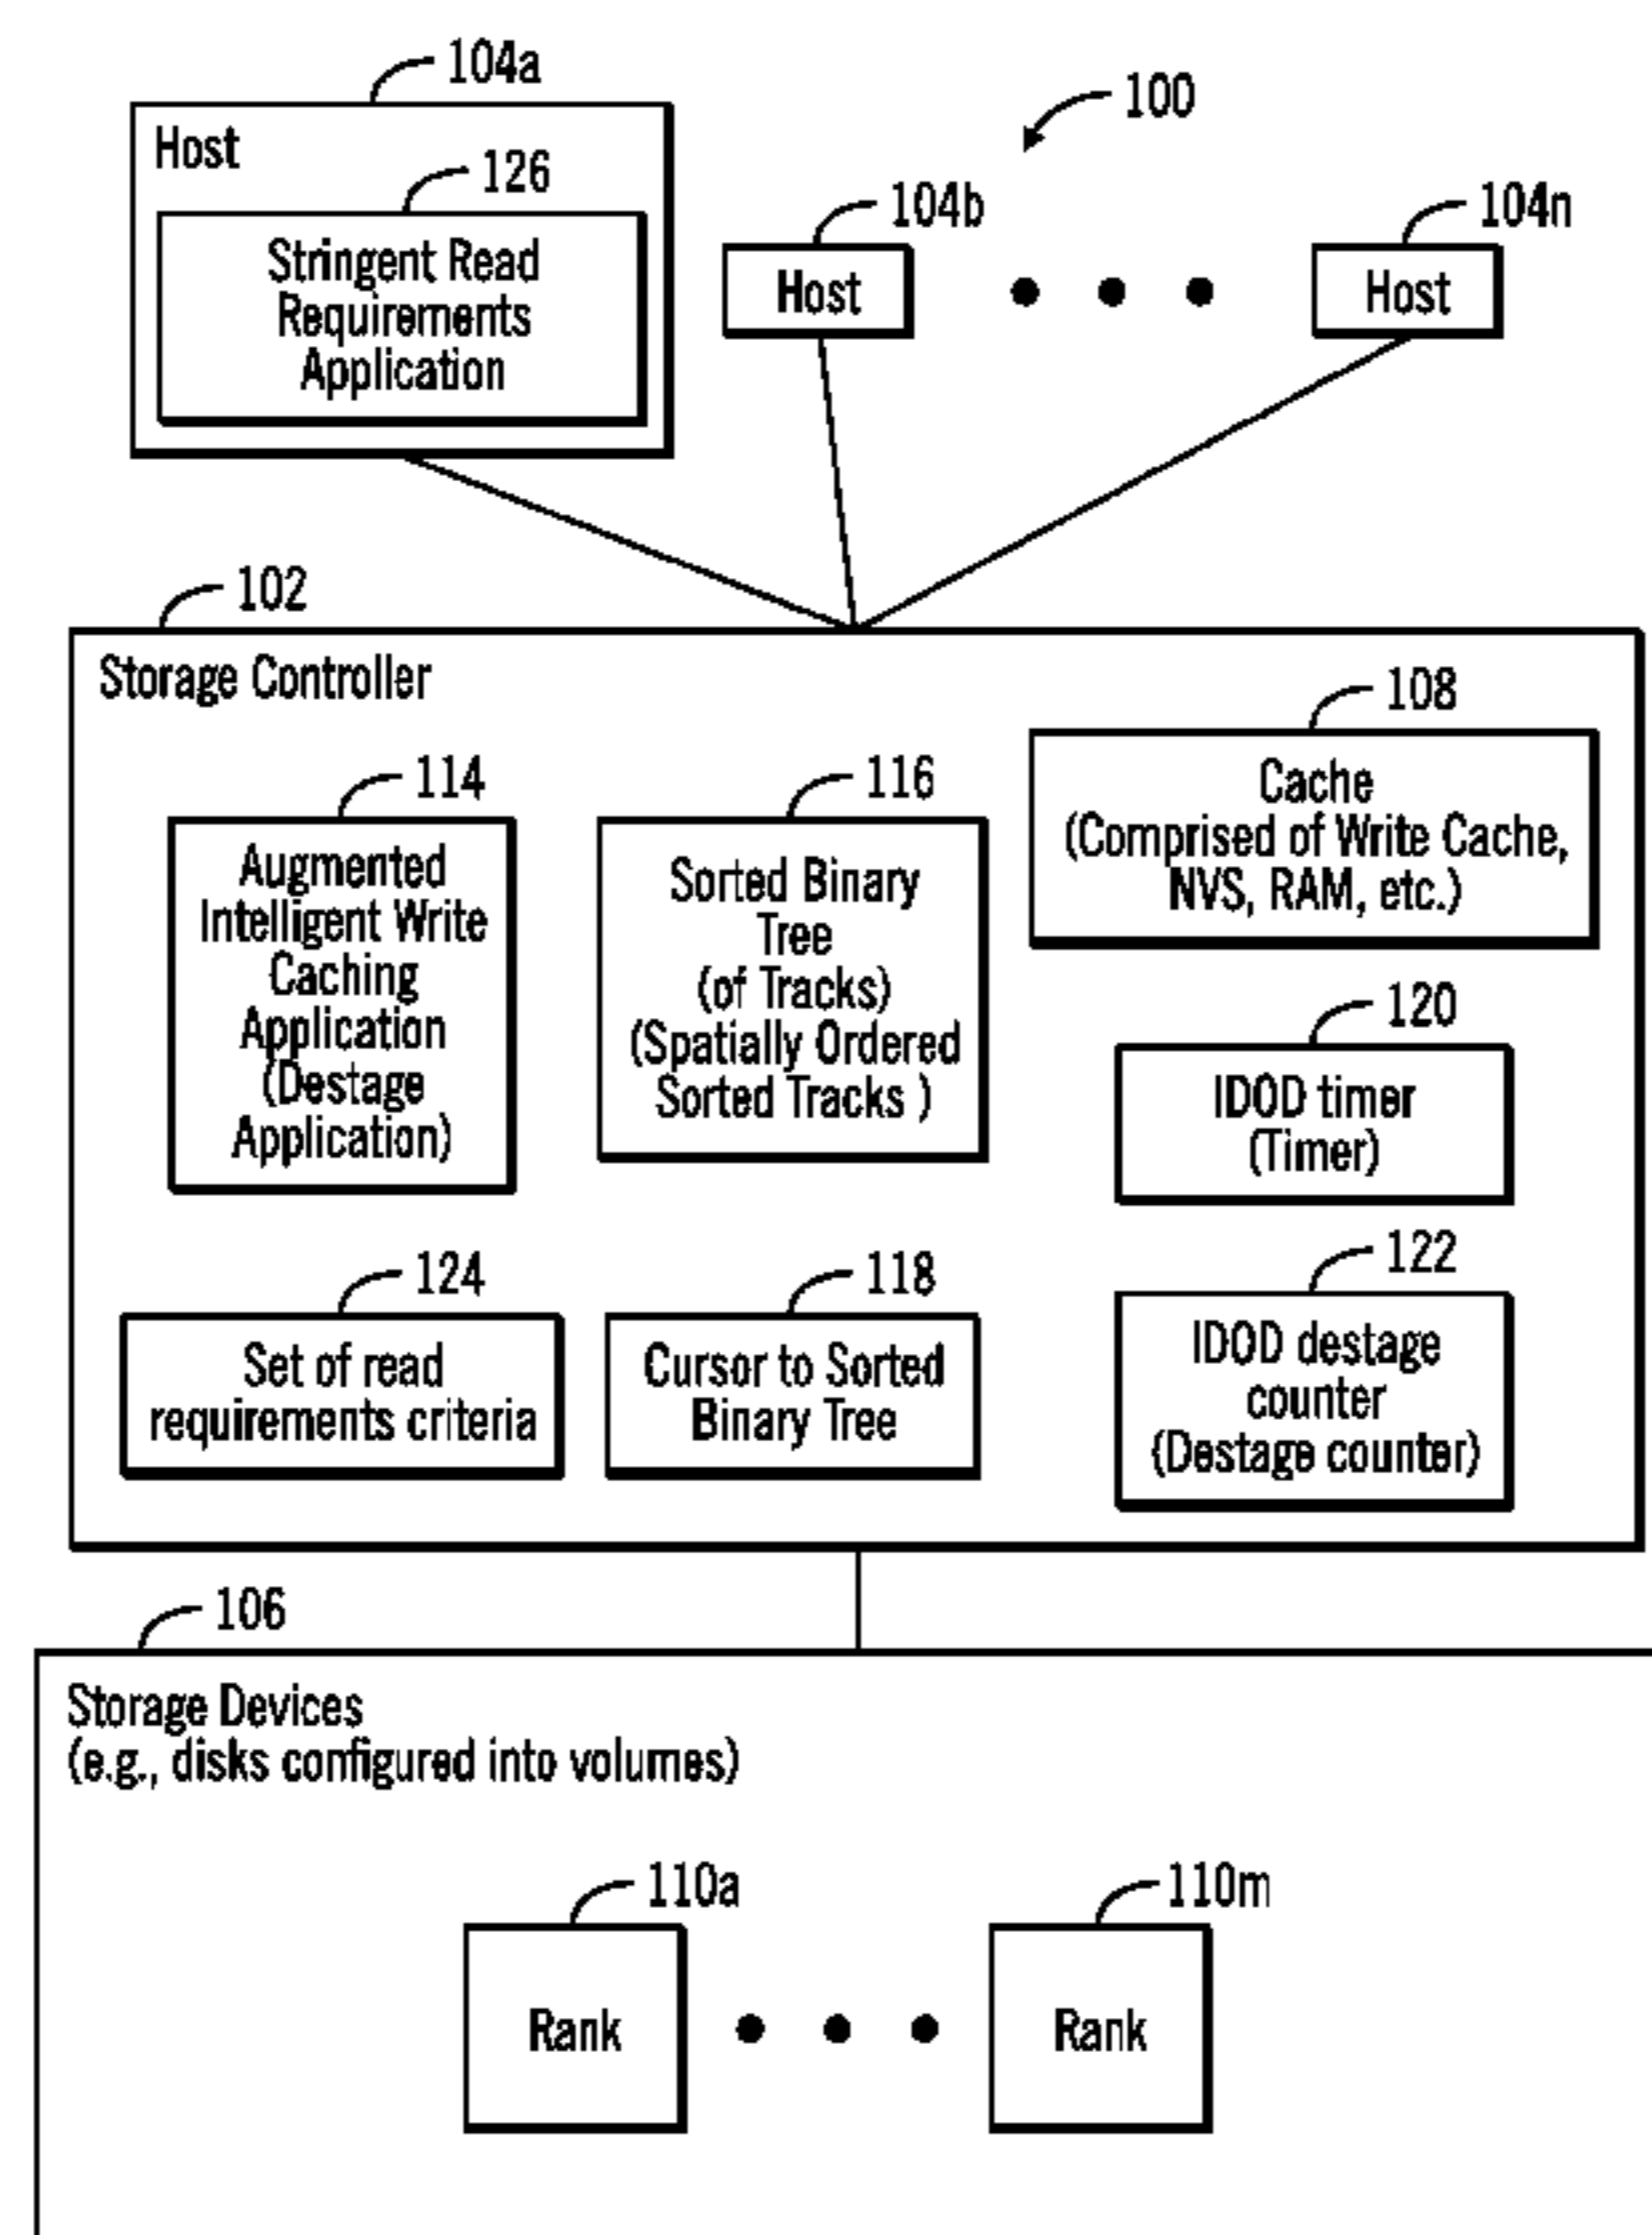 104a
100
Host
126
104b
104n
Stringent Read
Requirements
Application
Host
Host
102
Storage Controller
108
Cache
(Comprised of Write Cache,
NVS, RAM, etc.)
114
Augmented
Intelligent Write
Caching
Application
(Destage
Application)
116
Sorted Binary
Tree
(of Tracks)
(Spatially Ordered
Sorted Tracks )
120
IDOD timer
(Timer)
124
Set of read
requirements criteria
118
Cursor to Sorted
Binary Tree
122
IDOD destage
counter
(Destage counter)
106
Storage Devices
(e.g., disks configured into volumes)
110a
110m
Rank
Rank